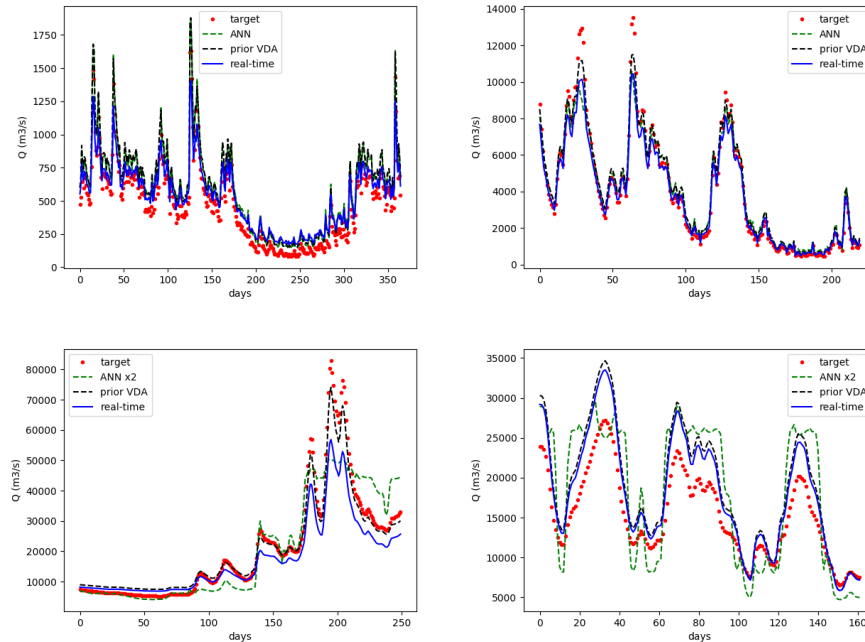 target
ANN
prior VDA
real-time
Q (m3/s)
1750
1500
1250
1000
750
500
250
0
0 50 100 150 200 250 300 350
days
target
ANN
prior VDA
real-time
Q (m3/s)
14000
12000
10000
8000
6000
4000
2000
0
0 50 100 150 200
days
target
ANN x2
prior VDA
real-time
Q (m3/s)
80000
70000
60000
50000
40000
30000
20000
10000
0 50 100 150 200 250
days
target
ANN x2
prior VDA
real-time
Q (m3/s)
35000
30000
25000
20000
15000
10000
5000
0 20 40 60 80 100 120 140 160
days